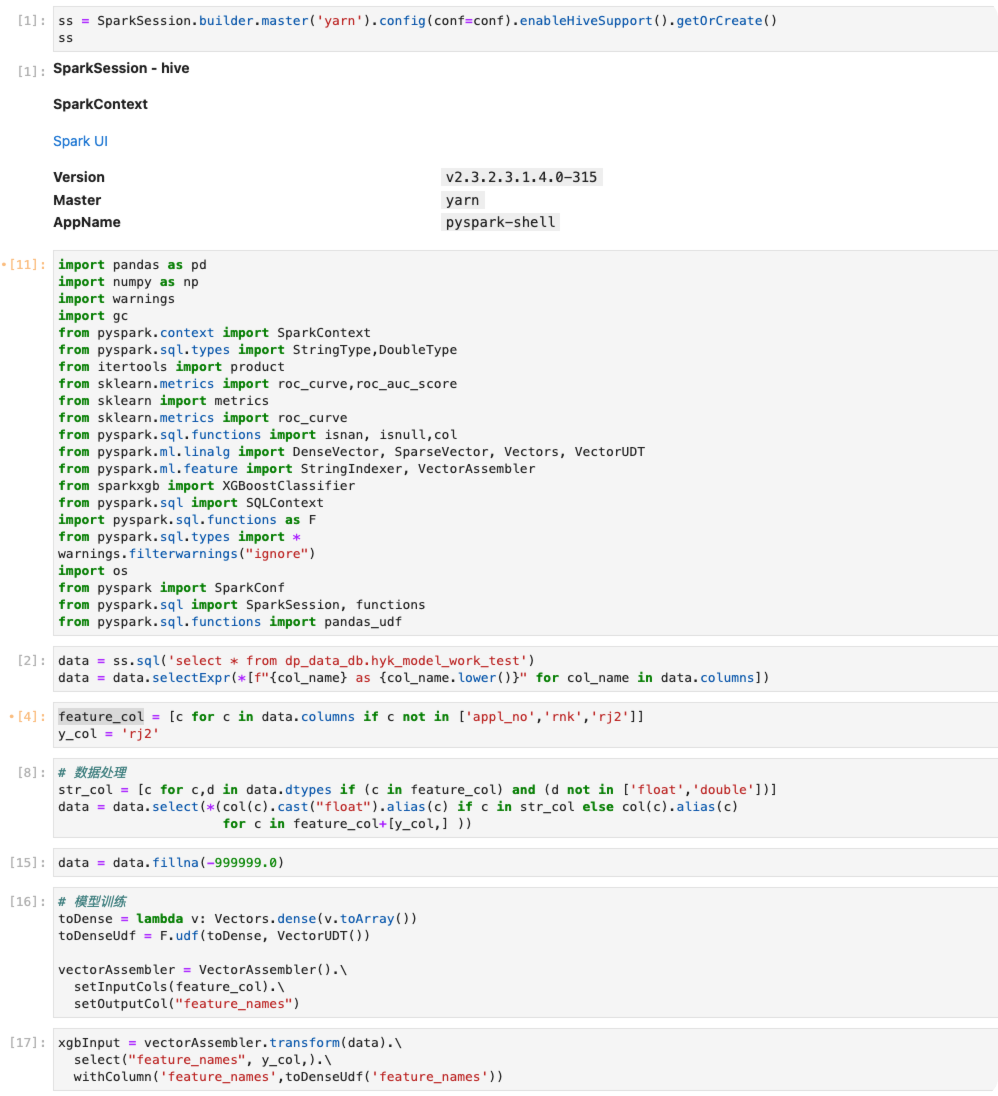 [1]: ss = SparkSession.builder.master('yarn').config(conf=conf).enableHiveSupport().getOrCreate()
ss
[1]: SparkSession - hive
SparkContext
Spark UI
Version v2.3.2.3.1.4.0-315
Master yarn
AppName pyspark-shell
•[11]: import pandas as pd
import numpy as np
import warnings
import gc
from pyspark.context import SparkContext
from pyspark.sql.types import StringType,DoubleType
from itertools import product
from sklearn.metrics import roc_curve,roc_auc_score
from sklearn import metrics
from sklearn.metrics import roc_curve
from pyspark.sql.functions import isnan, isnull,col
from pyspark.ml.linalg import DenseVector, SparseVector, Vectors, VectorUDT
from pyspark.ml.feature import StringIndexer, VectorAssembler
from sparkxgb import XGBoostClassifier
from pyspark.sql import SQLContext
import pyspark.sql.functions as F
from pyspark.sql.types import *
warnings.filterwarnings("ignore")
import os
from pyspark import SparkConf
from pyspark.sql import SparkSession, functions
from pyspark.sql.functions import pandas_udf
[2]: data = ss.sql('select * from dp_data_db.hyk_model_work_test')
data = data.selectExpr(*[f"{col_name} as {col_name.lower()}" for col_name in data.columns])
•[4]: feature_col = [c for c in data.columns if c not in ['appl_no','rnk','rj2']]
y_col = 'rj2'
[8]: # 数据处理
str_col = [c for c,d in data.dtypes if (c in feature_col) and (d not in ['float','double'])]
data = data.select(*(col(c).cast("float").alias(c) if c in str_col else col(c).alias(c)
for c in feature_col+[y_col,] ))
[15]: data = data.fillna(-999999.0)
[16]: # 模型训练
toDense = lambda v: Vectors.dense(v.toArray())
toDenseUdf = F.udf(toDense, VectorUDT())
vectorAssembler = VectorAssembler().\
setInputCols(feature_col).\
setOutputCol("feature_names")
[17]: xgbInput = vectorAssembler.transform(data).\
select("feature_names", y_col,).\
withColumn('feature_names',toDenseUdf('feature_names'))